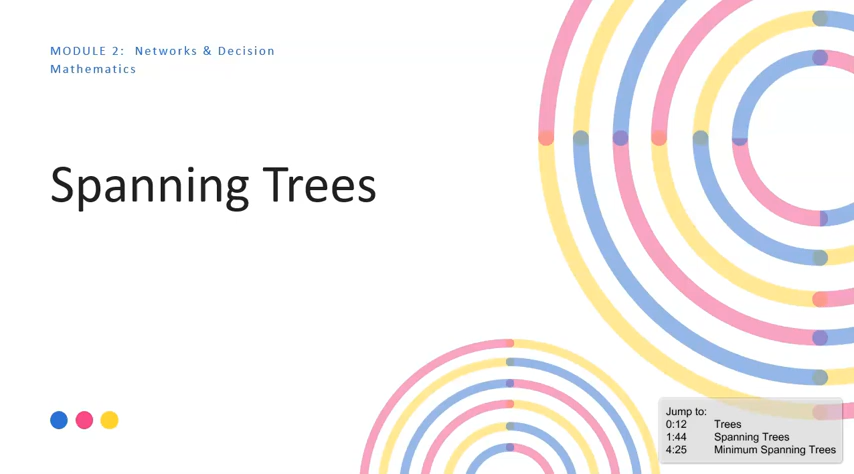 MODULE 2: Networks & Decision
Mathematics
Spanning Trees
Jump to:
0:12 Trees
1:44 Spanning Trees
4:25 Minimum Spanning Trees